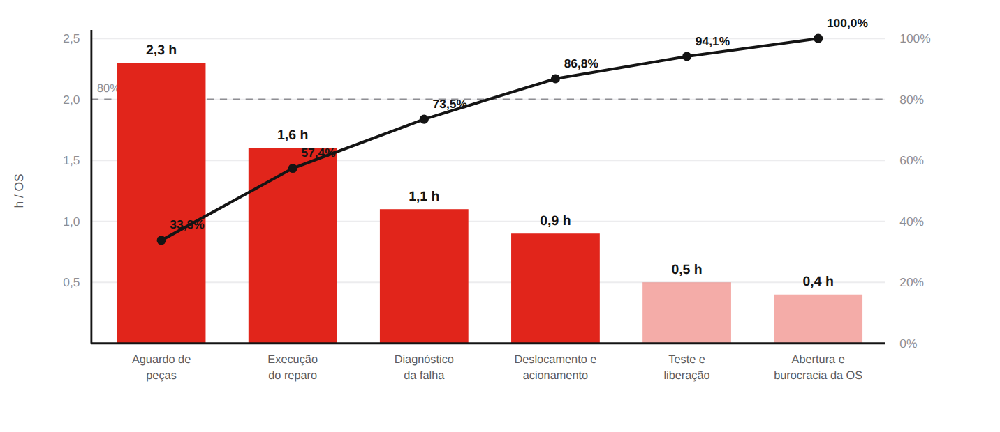 100,0%
2,5
94,1%
100%
2,3 h
86,8%
80%
2,0
73,5%
80%
1,6 h
57,4%
1,5
60%
h / OS
1,1 h
33,8%
1,0
0,9 h
40%
0,5 h
0,4 h
0,5
20%
0%
Aguardo de
peças
Execução
do reparo
Diagnóstico
da falha
Deslocamento e
acionamento
Teste e
liberação
Abertura e
burocracia da OS